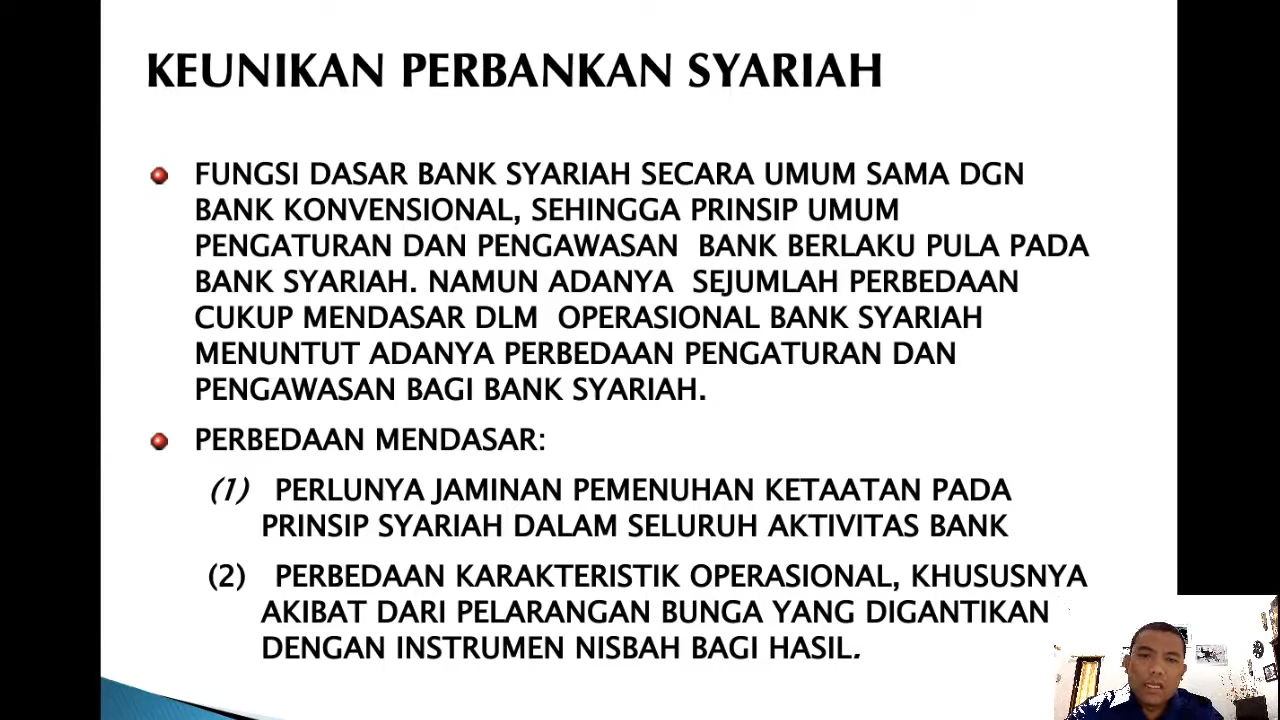 KEUNIKAN PERBANKAN SYARIAH
FUNGSI DASAR BANK SYARIAH SECARA UMUM SAMA DGN
BANK KONVENSIONAL, SEHINGGA PRINSIP UMUM
PENGATURAN DAN PENGAWASAN BANK BERLAKU PULA PADA
BANK SYARIAH. NAMUN ADANYA SEJUMLAH PERBEDAAN
CUKUP MENDASAR DLM OPERASIONAL BANK SYARIAH
MENUNTUT ADANYA PERBEDAAN PENGATURAN DAN
PENGAWASAN BAGI BANK SYARIAH.
PERBEDAAN MENDASAR:
(1) PERLUNYA JAMINAN PEMENUHAN KETAATAN PADA
PRINSIP SYARIAH DALAM SELURUH AKTIVITAS BANK
(2) PERBEDAAN KARAKTERISTIK OPERASIONAL, KHUSUSNYA
AKIBAT DARI PELARANGAN BUNGA YANG DIGANTIKAN
DENGAN INSTRUMEN NISBAH BAGI HASIL.